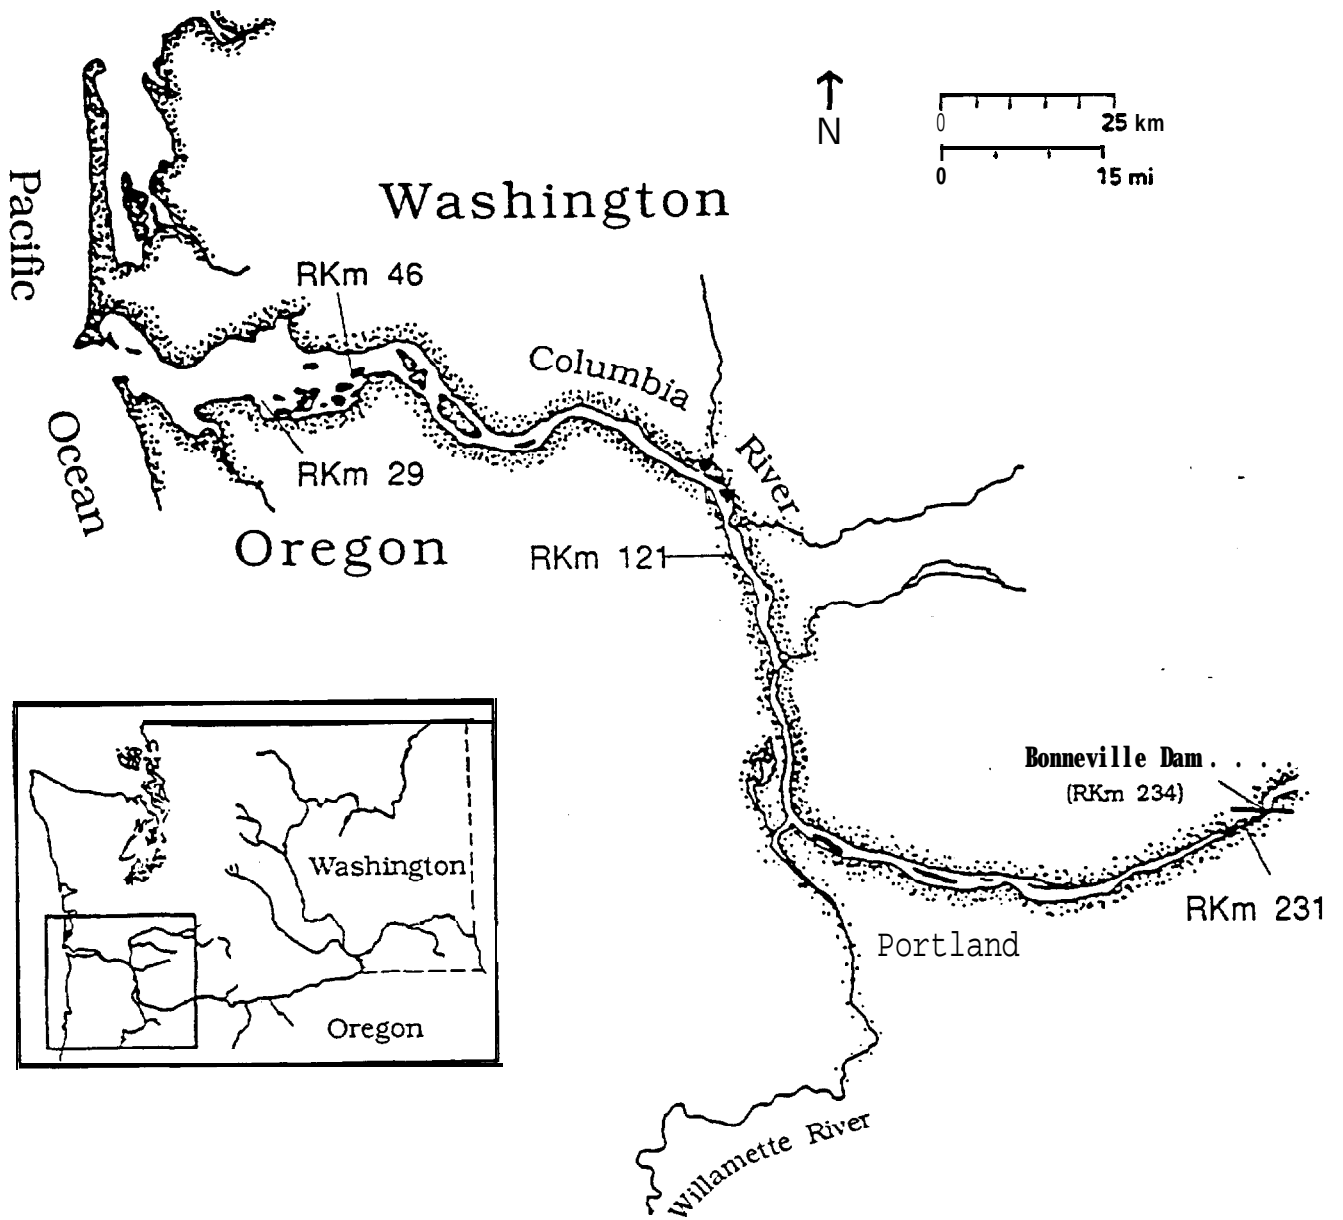 N
0 25 km
0 15 mi
Washington
Pacific
Ocean
RKm 46
Columbia
River
RKm 29
Oregon
RKm 121
Bonneville Dam . . . .
(RKm 234)
RKm 231
Portland
Willamette River
Washington
Oregon